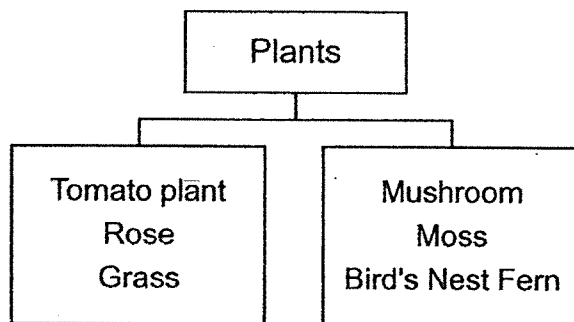 Plants
Tomato plant
Rose
Grass
Mushroom
Moss
Bird's Nest Fern